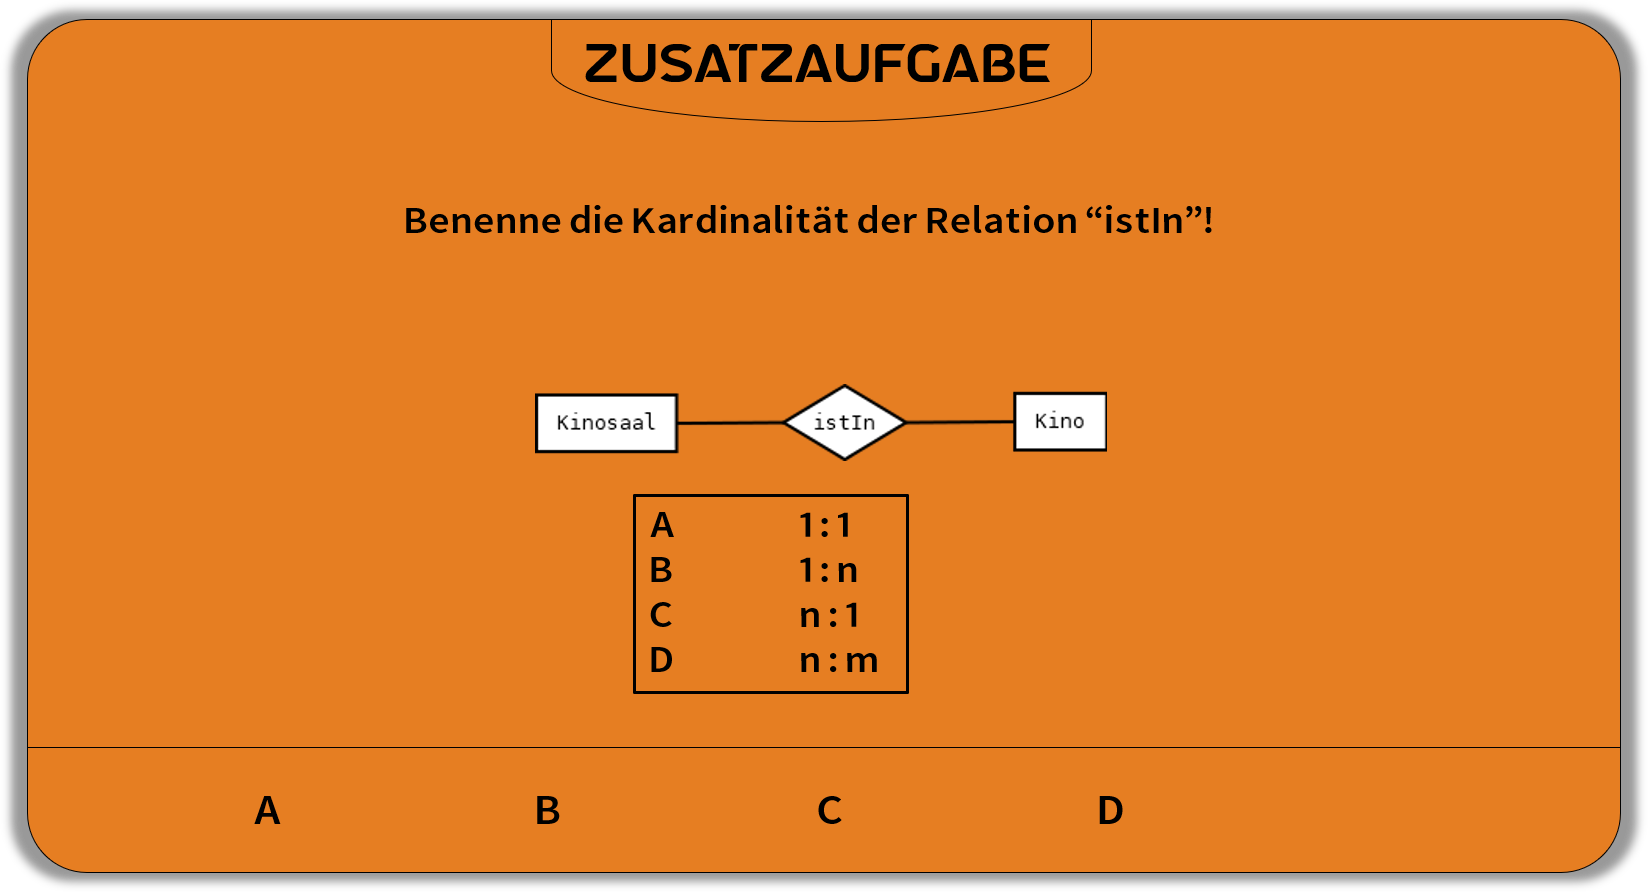 ZUSATZAUFGABE
Benenne die Kardinalität der Relation “istIn”!
Kinosaal istIn Kino
A 1:1
B 1:n
C n:1
D n:m
A B C D